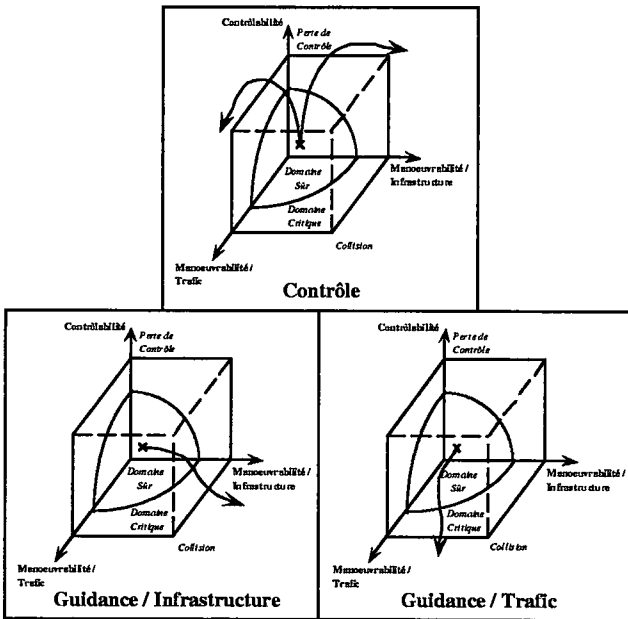 Contrôlabilité
Perte de
Contrôle
Domaine
Sûr
Manoeuvrabilité /
Infrastructure
Domaine
Critique
Collision
Manoeuvrabilité /
Trafic
Contrôle
Contrôlabilité
Perte de
Contrôle
Domaine
Sûr
Manoeuvrabilité /
Infrastructure
Domaine
Critique
Collision
Manoeuvrabilité /
Trafic
Guidance / Infrastructure
Contrôlabilité
Perte de
Contrôle
Domaine
Sûr
Manoeuvrabilité /
Infrastructure
Domaine
Critique
Collision
Manoeuvrabilité /
Trafic
Guidance / Trafic